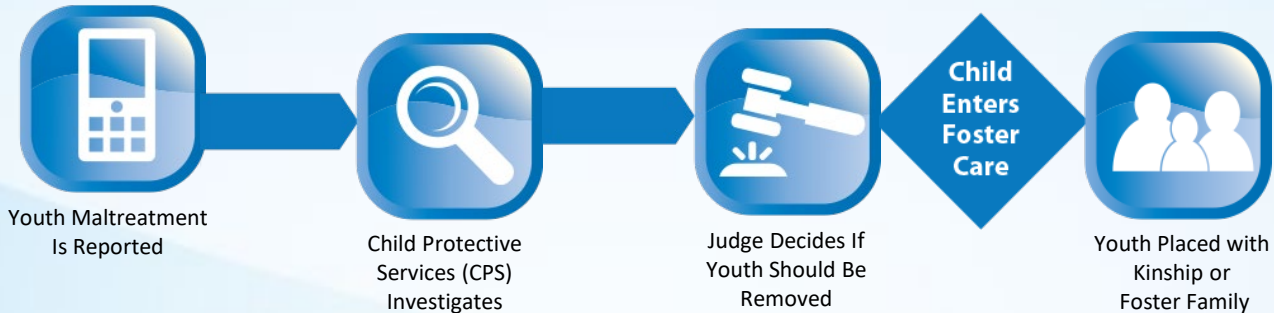 Youth Maltreatment
Is Reported
Child Protective
Services (CPS)
Investigates
Judge Decides If
Youth Should Be
Removed
Child
Enters
Foster
Care
Youth Placed with
Kinship or
Foster Family